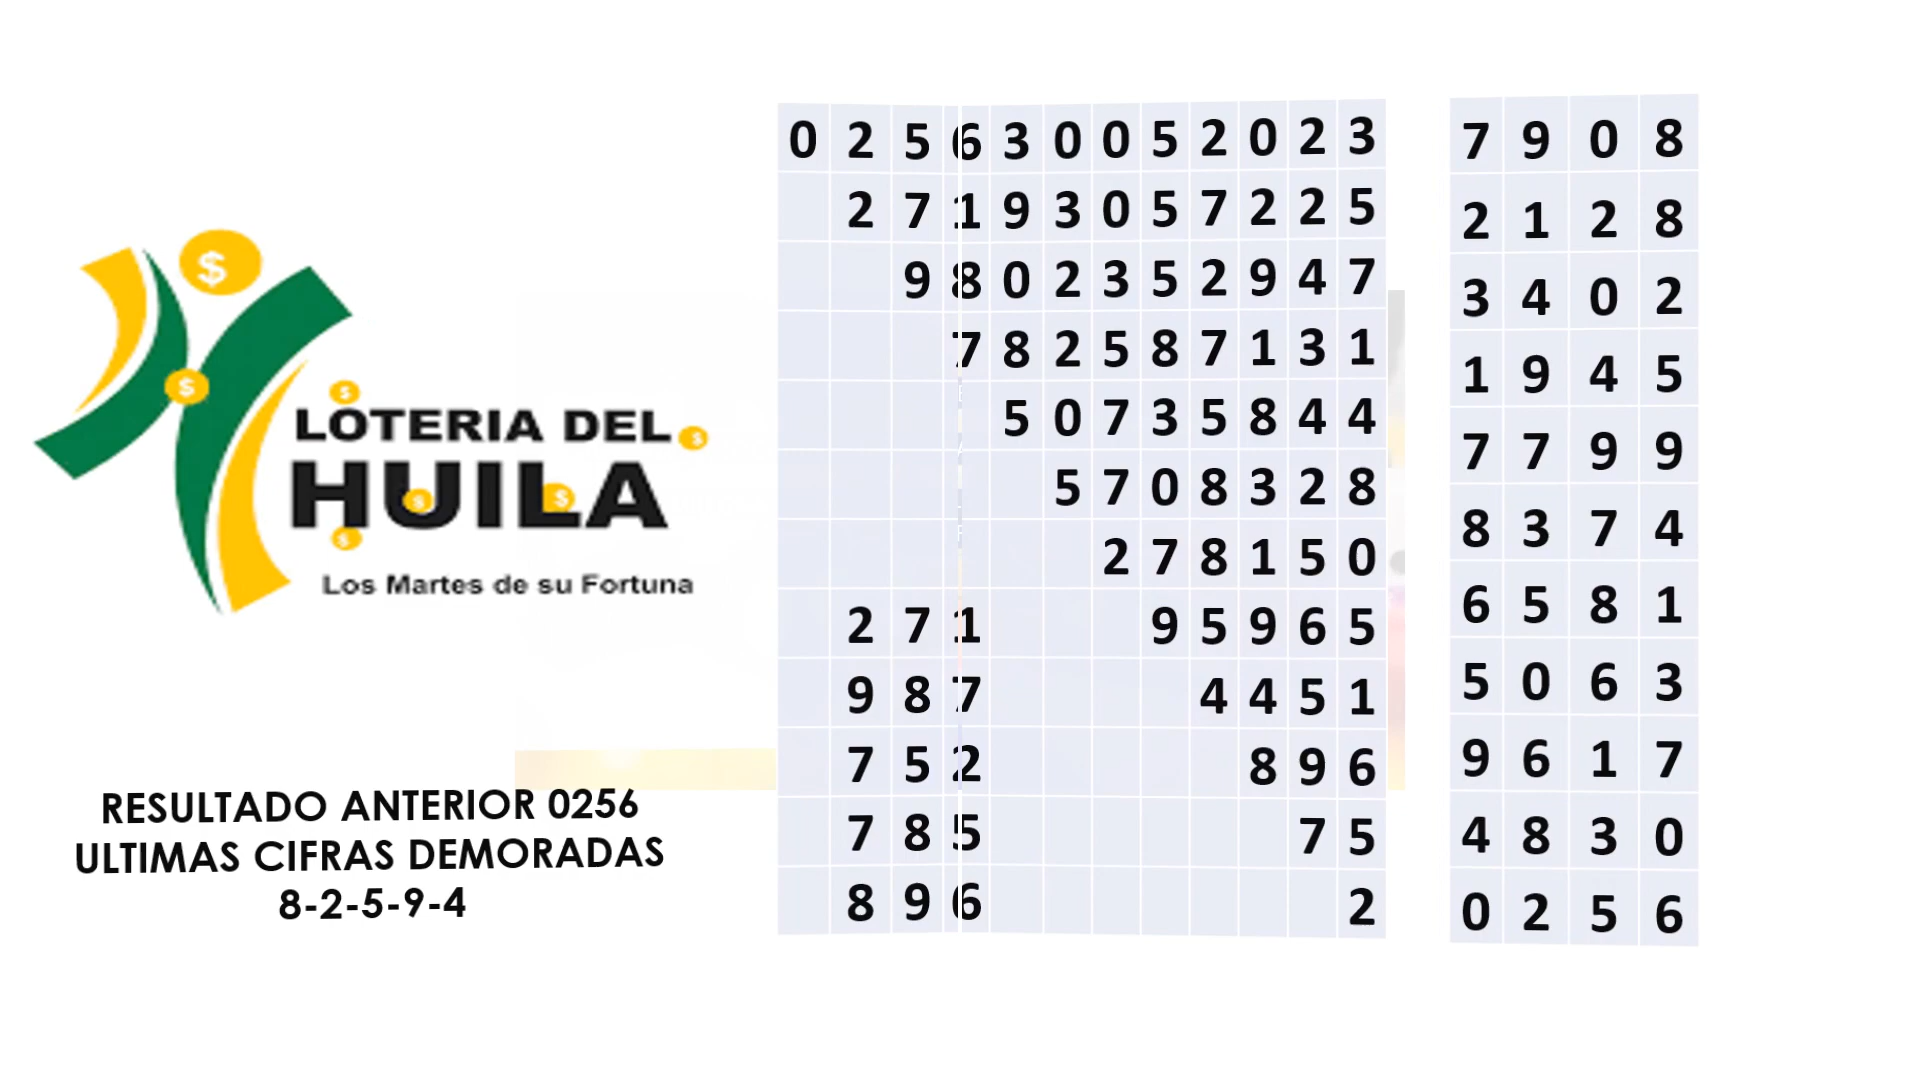 LOTERIA DEL
HUILA
Los Martes de su Fortuna
RESULTADO ANTERIOR 0256
ULTIMAS CIFRAS DEMORADAS
8-2-5-9-4
0 2 5 6 3 0 0 5 2 0 2 3
2 7 1 9 3 0 5 7 2 2 5
9 8 0 2 3 5 2 9 4 7
7 8 2 5 8 7 1 3 1
5 0 7 3 5 8 4 4
5 7 0 8 3 2 8
2 7 8 1 5 0
2 7 1 9 5 9 6 5
9 8 7 4 4 5 1
7 5 2 8 9 6
7 8 5 7 5
8 9 6 2
7 9 0 8
2 1 2 8
3 4 0 2
1 9 4 5
7 7 9 9
8 3 7 4
6 5 8 1
5 0 6 3
9 6 1 7
4 8 3 0
0 2 5 6